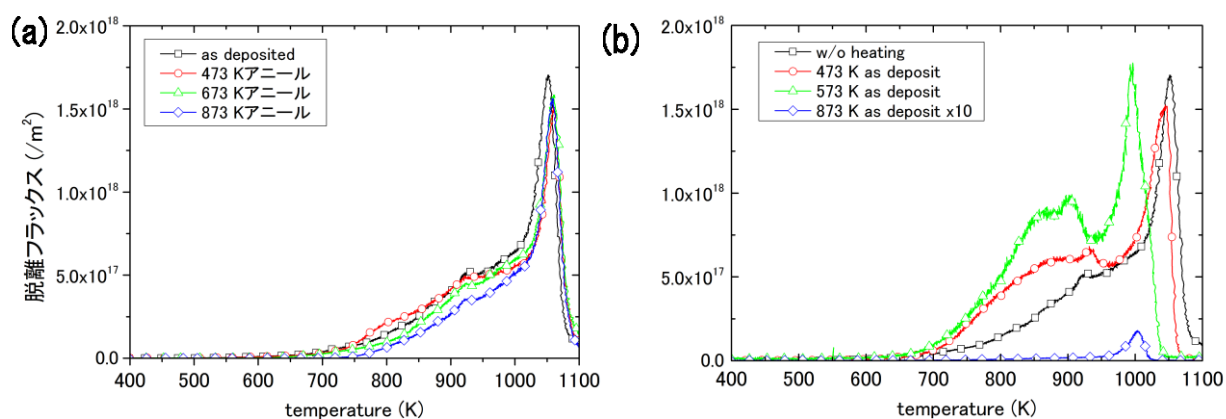 (a)
2.0x10^18
1.5x10^18
1.0x10^18
5.0x10^17
0.0
脱離フラックス (/m²)
as deposited
473 Kアニール
673 Kアニール
873 Kアニール
400 500 600 700 800 900 1000 1100
temperature (K)
(b)
2.0x10^18
1.5x10^18
1.0x10^18
5.0x10^17
0.0
w/o heating
473 K as deposit
573 K as deposit
873 K as deposit x10
400 500 600 700 800 900 1000 1100
temperature (K)